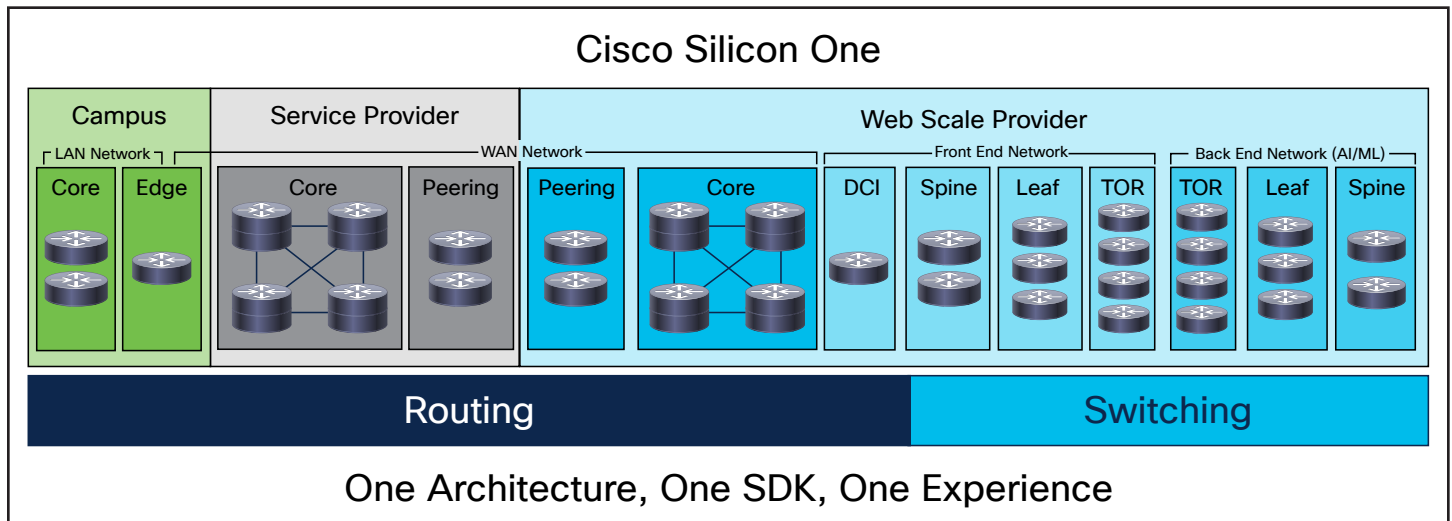 Cisco Silicon One
Campus
Service Provider
Web Scale Provider
LAN Network
WAN Network
Front End Network
Back End Network (AI/ML)
Core
Edge
Core
Peering
Peering
Core
DCI
Spine
Leaf
TOR
TOR
Leaf
Spine
Routing
Switching
One Architecture, One SDK, One Experience